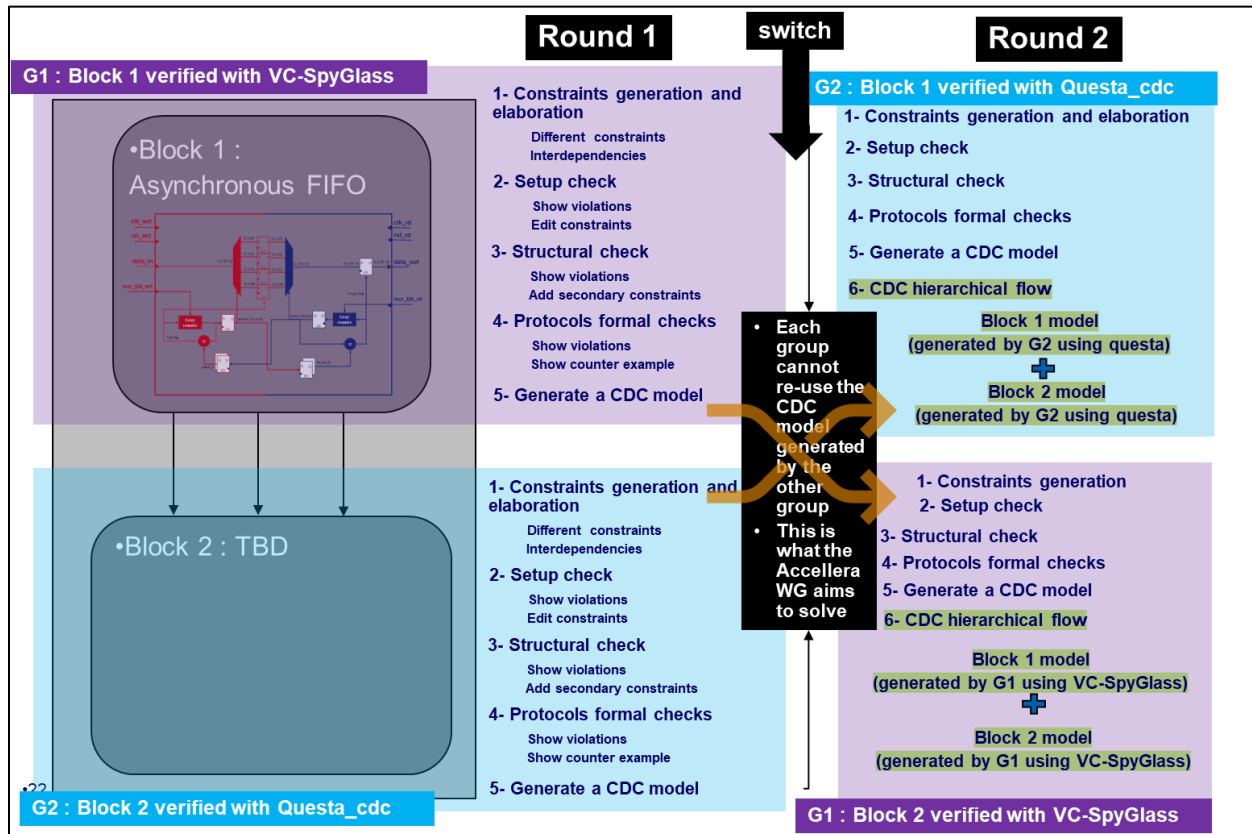 Round 1
switch
Round 2
G1 : Block 1 verified with VC-SpyGlass
•Block 1 :
Asynchronous FIFO
clk_wrt
rst_wrt
data_in
clk_rd
rst_rd
data_out
Gray
counter
Gray
counter
1- Constraints generation and
elaboration
Different constraints
Interdependencies
2- Setup check
Show violations
Edit constraints
3- Structural check
Show violations
Add secondary constraints
4- Protocols formal checks
Show violations
Show counter example
5- Generate a CDC model
•Block 2 : TBD
1- Constraints generation and
elaboration
Different constraints
Interdependencies
2- Setup check
Show violations
Edit constraints
3- Structural check
Show violations
Add secondary constraints
4- Protocols formal checks
Show violations
Show counter example
5- Generate a CDC model
•22
G2 : Block 2 verified with Questa_cdc
• Each
group
cannot
re-use the
CDC
model
generated
by the
other
group
• This is
what the
Accellera
WG aims
to solve
G2 : Block 1 verified with Questa_cdc
1- Constraints generation and elaboration
2- Setup check
3- Structural check
4- Protocols formal checks
5- Generate a CDC model
6- CDC hierarchical flow
Block 1 model
(generated by G2 using questa)
Block 2 model
(generated by G2 using questa)
1- Constraints generation
2- Setup check
3- Structural check
4- Protocols formal checks
5- Generate a CDC model
6- CDC hierarchical flow
Block 1 model
(generated by G1 using VC-SpyGlass)
Block 2 model
(generated by G1 using VC-SpyGlass)
G1 : Block 2 verified with VC-SpyGlass